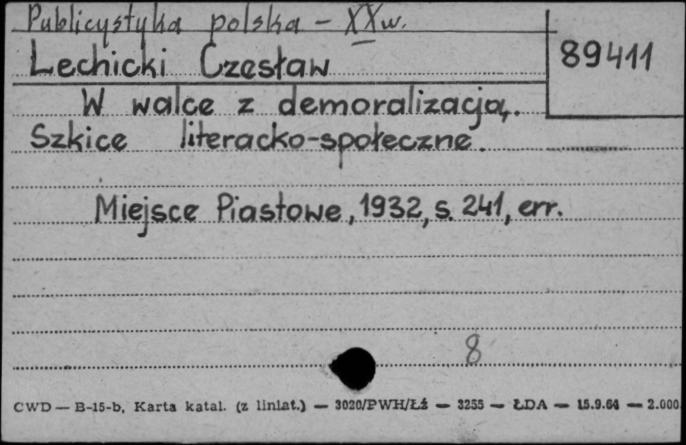 Publicystyka polska - XX w.
89411
Lechicki Czesław
W walce z demoralizacją.
Szkice literacko-społeczne.
Miejsce Piastowe, 1932, s. 241, err.
8
CWD — B-15-b, Karta katal. (z liniat.) — 3020/PWH/Łż — 3255 — ŁDA — 15.9.64 — 2.000